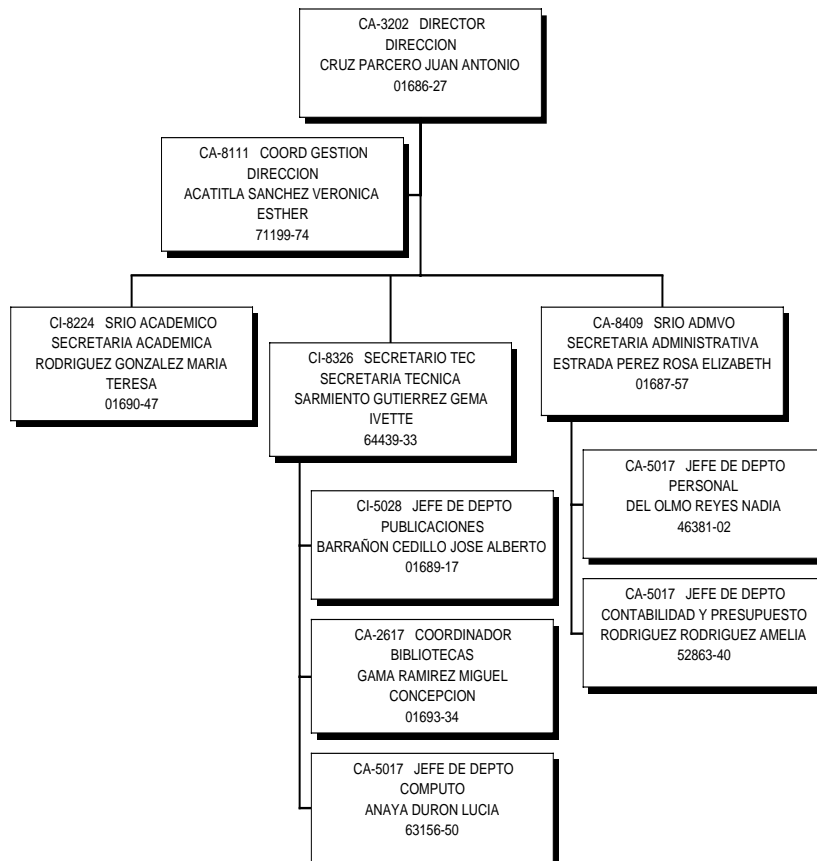 CA-3202 DIRECTOR
DIRECCION
CRUZ PARCERO JUAN ANTONIO
01686-27
CA-8111 COORD GESTION
DIRECCION
ACATITLA SANCHEZ VERONICA
ESTHER
71199-74
CI-8224 SRIO ACADEMICO
SECRETARIA ACADEMICA
RODRIGUEZ GONZALEZ MARIA
TERESA
01690-47
CI-8326 SECRETARIO TEC
SECRETARIA TECNICA
SARMIENTO GUTIERREZ GEMA
IVETTE
64439-33
CI-5028 JEFE DE DEPTO
PUBLICACIONES
BARRAÑON CEDILLO JOSE ALBERTO
01689-17
CA-2617 COORDINADOR
BIBLIOTECAS
GAMA RAMIREZ MIGUEL
CONCEPCION
01693-34
CA-5017 JEFE DE DEPTO
COMPUTO
ANAYA DURON LUCIA
63156-50
CA-8409 SRIO ADMVO
SECRETARIA ADMINISTRATIVA
ESTRADA PEREZ ROSA ELIZABETH
01687-57
CA-5017 JEFE DE DEPTO
PERSONAL
DEL OLMO REYES NADIA
46381-02
CA-5017 JEFE DE DEPTO
CONTABILIDAD Y PRESUPUESTO
RODRIGUEZ RODRIGUEZ AMELIA
52863-40